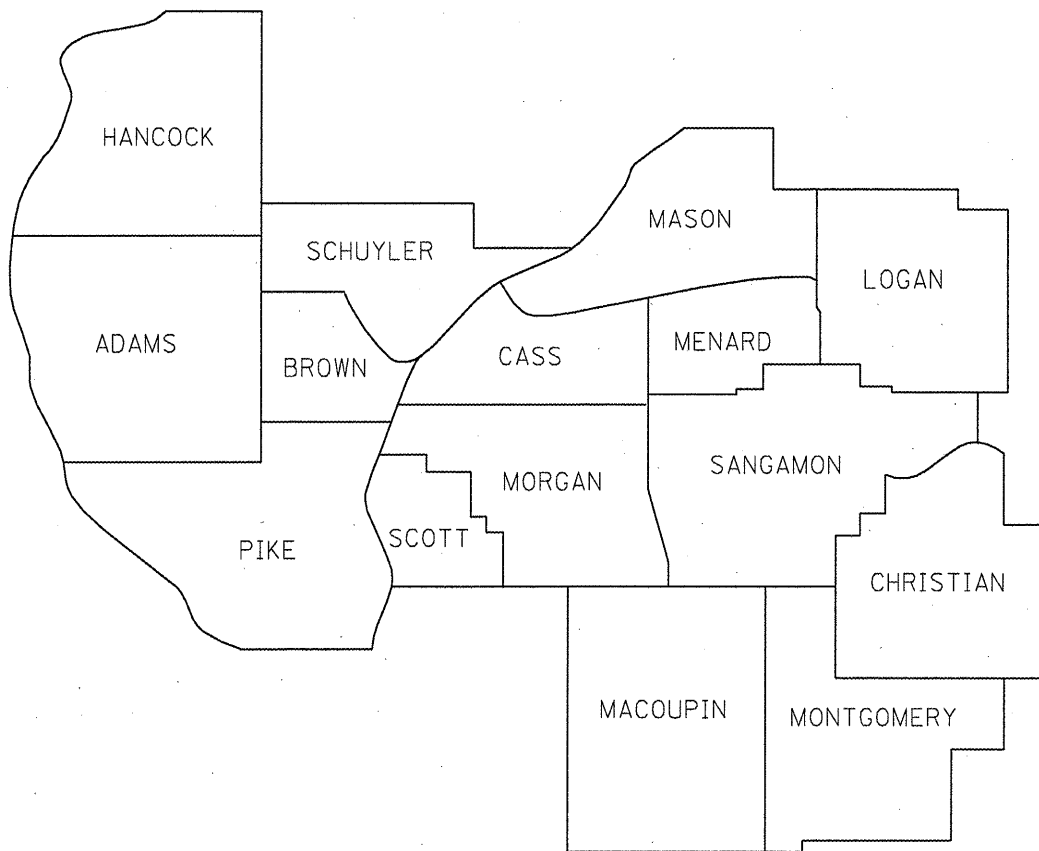 HANCOCK
MASON
SCHUYLER
LOGAN
ADAMS
MENARD
CASS
BROWN
SANGAMON
MORGAN
SCOTT
PIKE
CHRISTIAN
MACOUPIN
MONTGOMERY